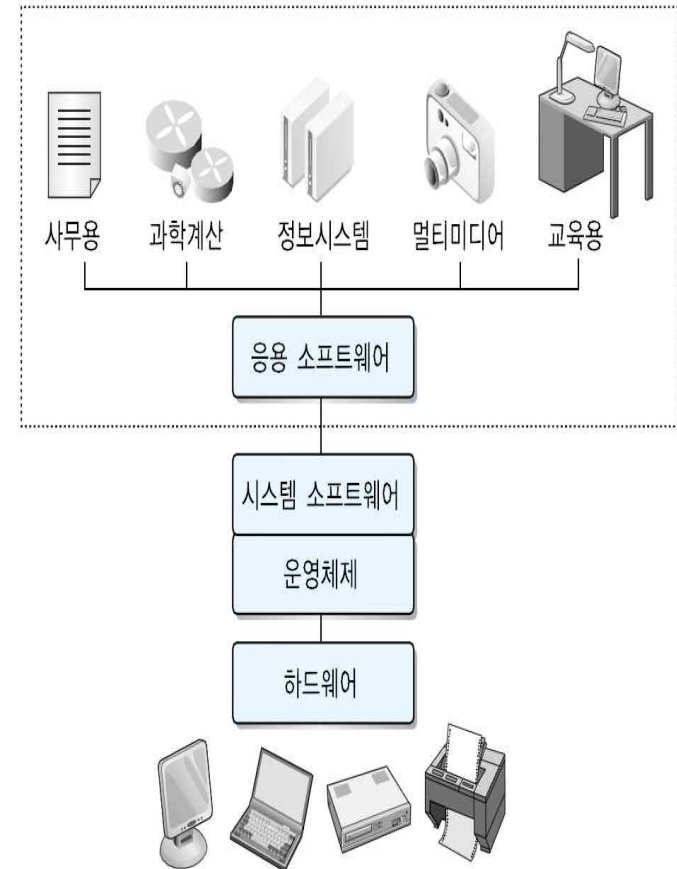 사무용 과학계산 정보시스템 멀티미디어 교육용
응용 소프트웨어
시스템 소프트웨어
운영체제
하드웨어